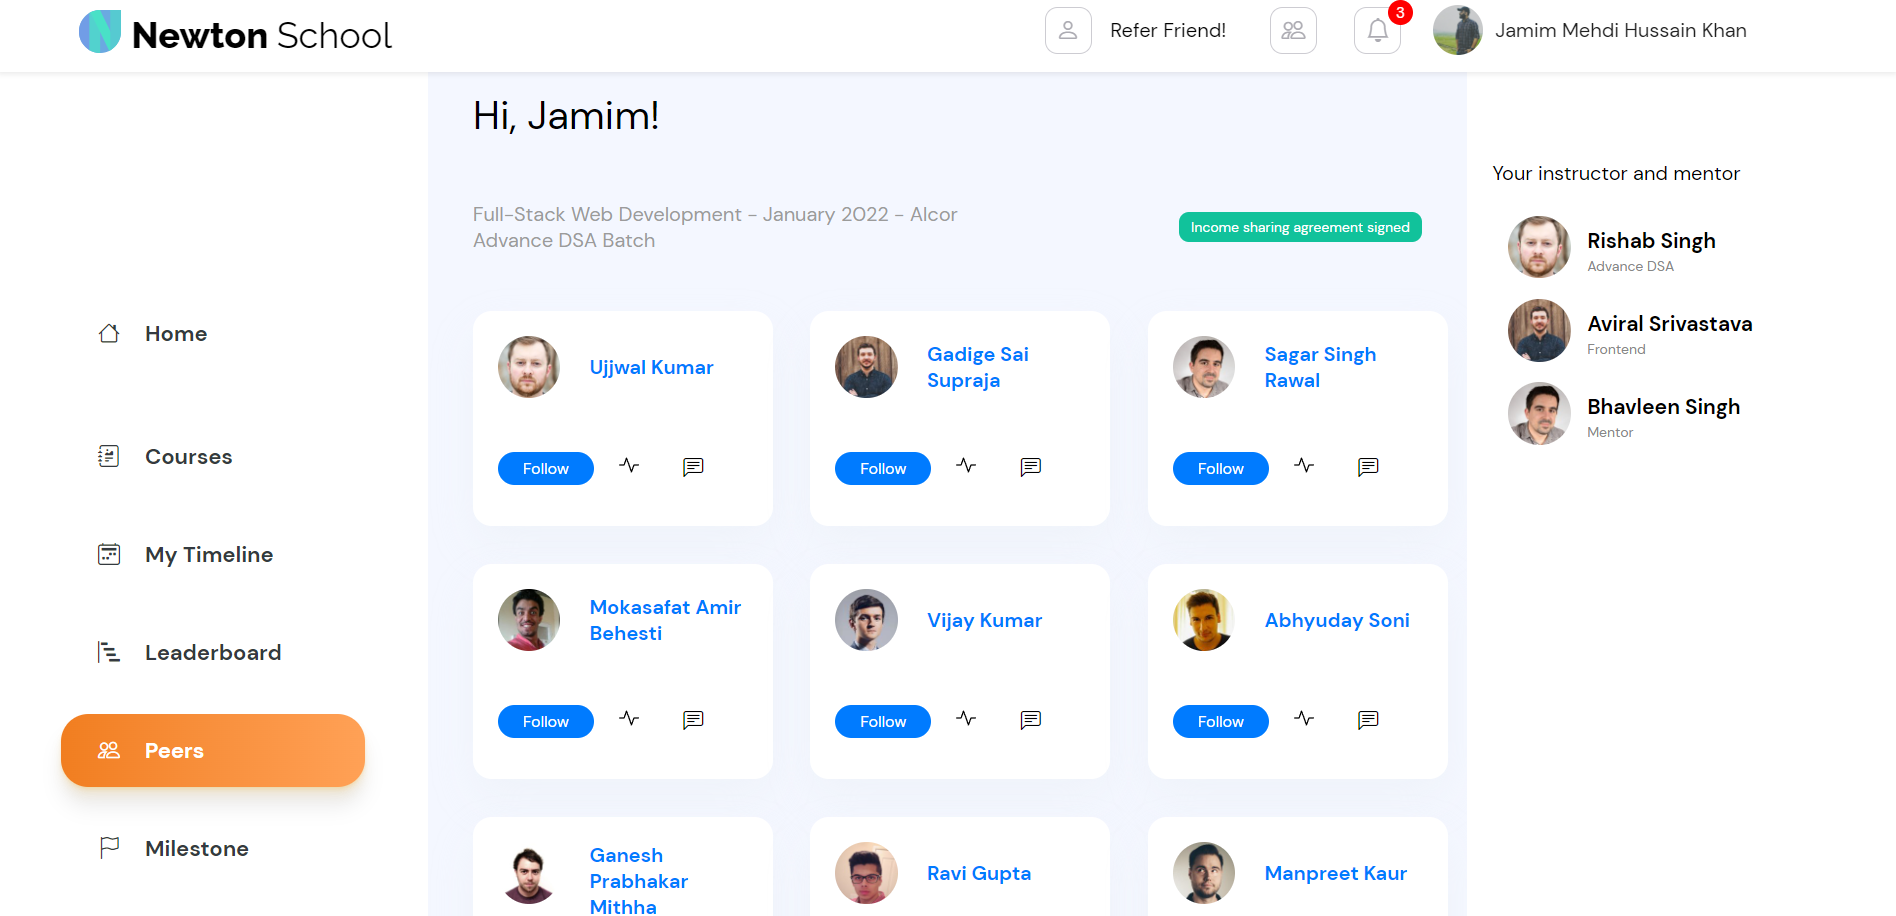 Newton School
Refer Friend!
3
Jamim Mehdi Hussain Khan
Home
Courses
My Timeline
Leaderboard
Peers
Milestone
Hi, Jamim!
Full-Stack Web Development - January 2022 - Alcor
Advance DSA Batch
Income sharing agreement signed
Ujjwal Kumar
Follow
Gadige Sai
Supraja
Follow
Sagar Singh
Rawal
Follow
Mokasafat Amir
Behesti
Follow
Vijay Kumar
Follow
Abhyuday Soni
Follow
Ganesh
Prabhakar
Mithha
Ravi Gupta
Manpreet Kaur
Your instructor and mentor
Rishab Singh
Advance DSA
Aviral Srivastava
Frontend
Bhavleen Singh
Mentor